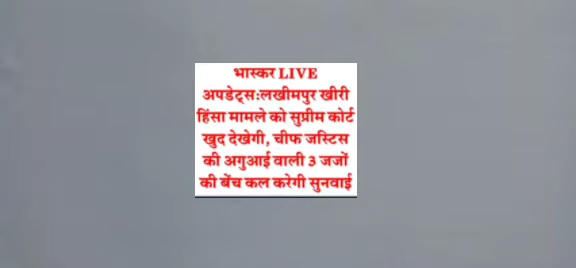 भास्कर LIVE
अपडेट्स:लखीमपुर खीरी
हिंसा मामले को सुप्रीम कोर्ट
खुद देखेगी, चीफ जस्टिस
की अगुआई वाली 3 जजों
की बेंच कल करेगी सुनवाई